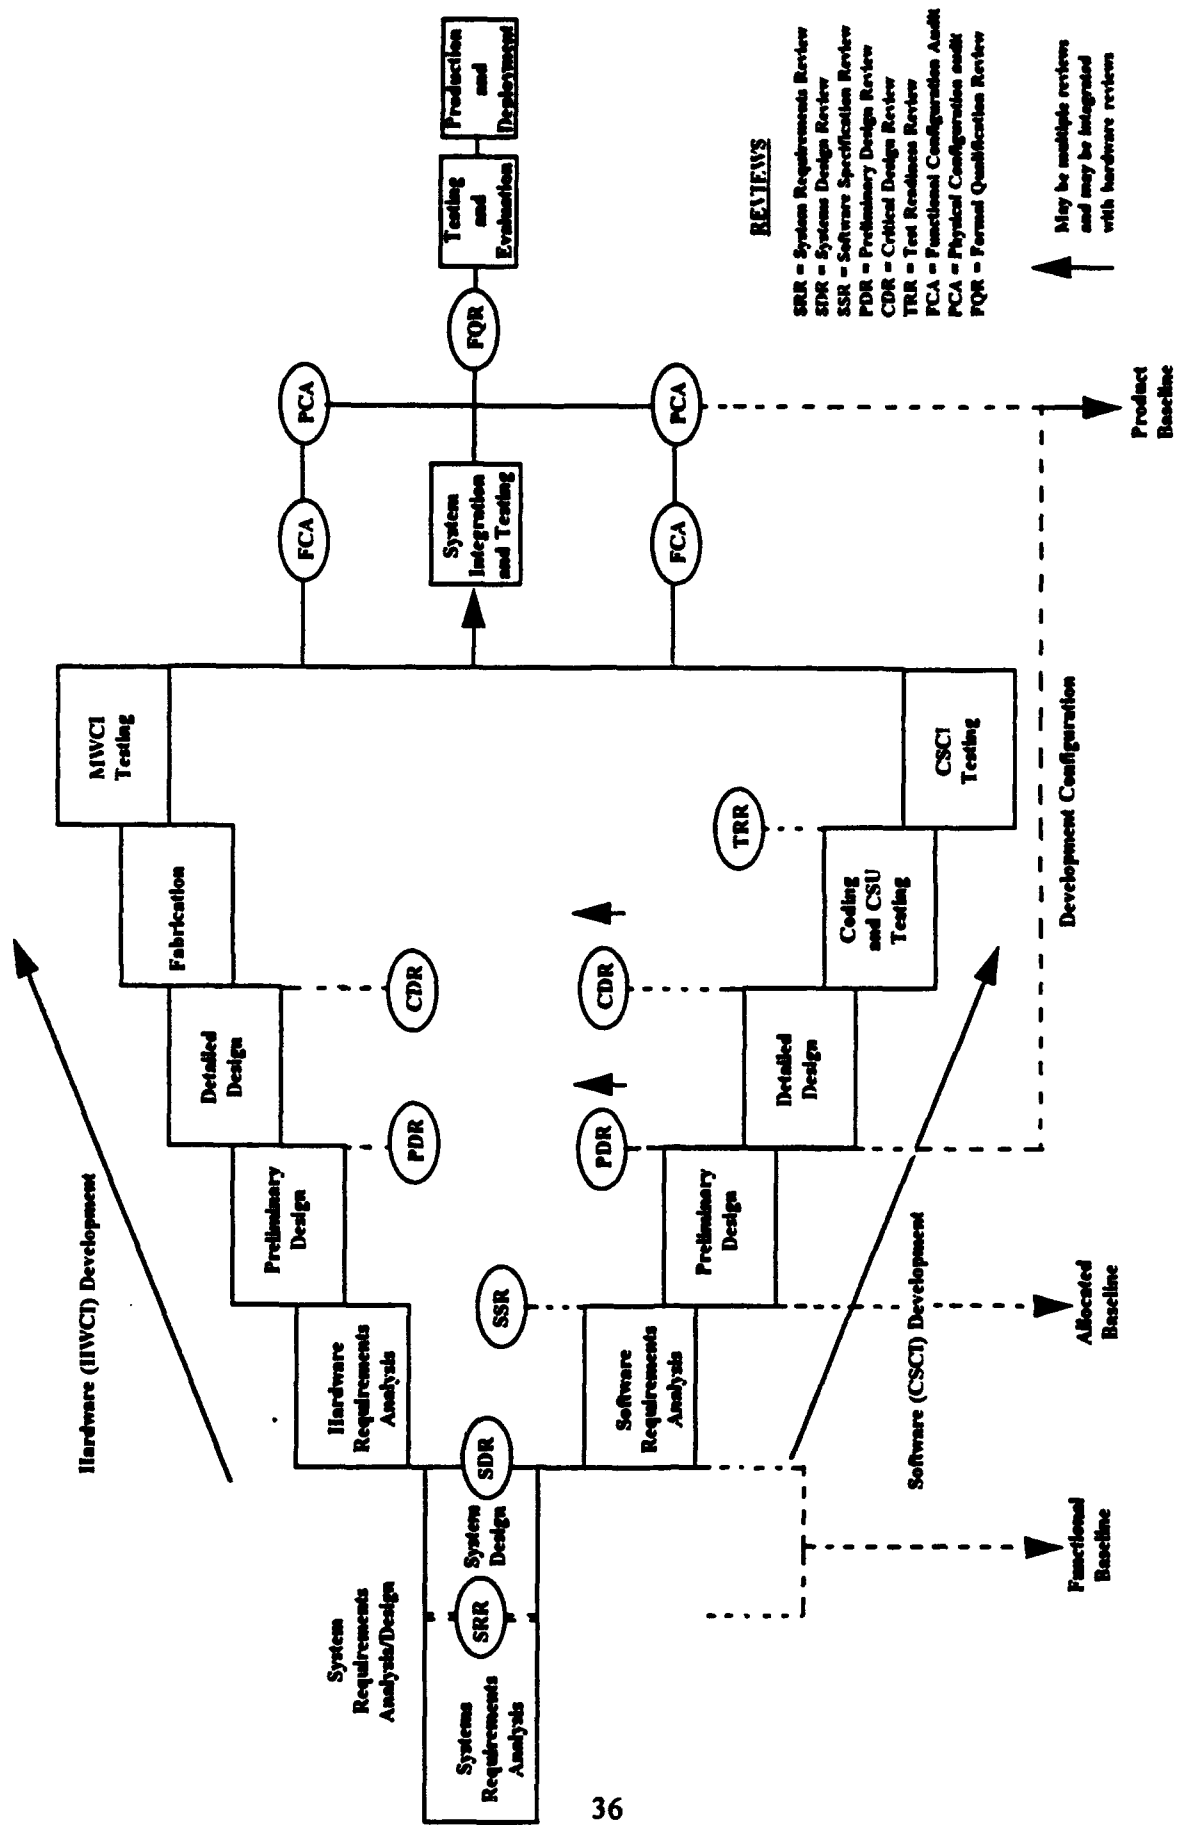 Hardware (HWCI) Development
MWCI
Testing
Fabrication
Detailed
Design
Preliminary
Design
Hardware
Requirements
Analysis
System
Requirements
Analysis/Design
CDR
PDR
Systems
Requirements
Analysis
SRR
System
Design
SDR
SSR
PDR
CDR
TRR
Software
Requirements
Analysis
Preliminary
Design
Detailed
Design
Coding
and CSU
Testing
CSCI
Testing
Software (CSCI) Development
FCA
PCA
System
Integration
and Testing
FQR
Testing
and
Evaluation
Production
and
Deployment
FCA
PCA
Functional
Baseline
Allocated
Baseline
Development Configuration
Product
Baseline
REVIEWS
SRR = System Requirements Review
SDR = Systems Design Review
SSR = Software Specification Review
PDR = Preliminary Design Review
CDR = Critical Design Review
TRR = Test Readiness Review
FCA = Functional Configuration Audit
PCA = Physical Configuration audit
FQR = Formal Qualification Review
May be multiple reviews
and may be integrated
with hardware reviews
36